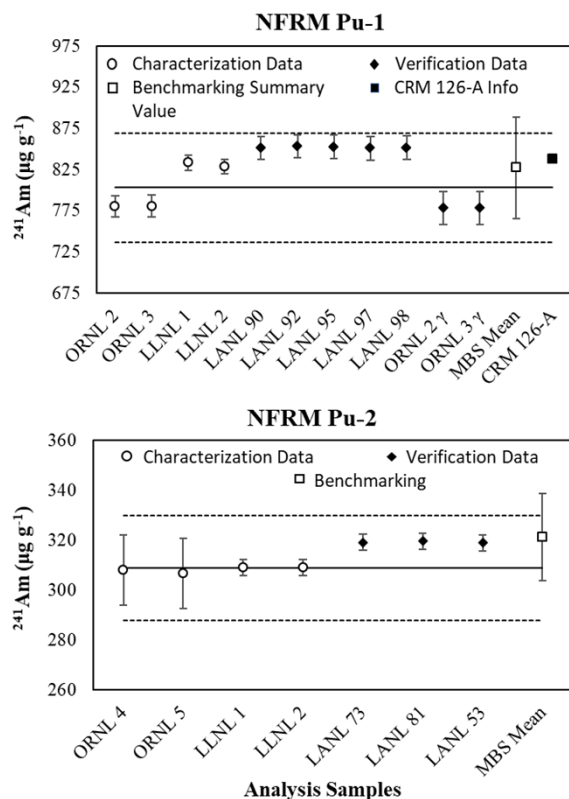 NFRM Pu-1
975
925
875
825
775
725
675
²⁴¹Am (µg g⁻¹)
Characterization Data
Verification Data
Benchmarking Summary
Value
CRM 126-A Info
ORNL 2
ORNL 3
LLNL 1
LLNL 2
LANL 90
LANL 92
LANL 95
LANL 97
LANL 98
ORNL 2 γ
ORNL 3 γ
MBS Mean
CRM 126-A
NFRM Pu-2
360
340
320
300
280
260
²⁴¹Am (µg g⁻¹)
Characterization Data
Verification Data
Benchmarking
ORNL 4
ORNL 5
LLNL 1
LLNL 2
LANL 73
LANL 81
LANL 53
MBS Mean
Analysis Samples